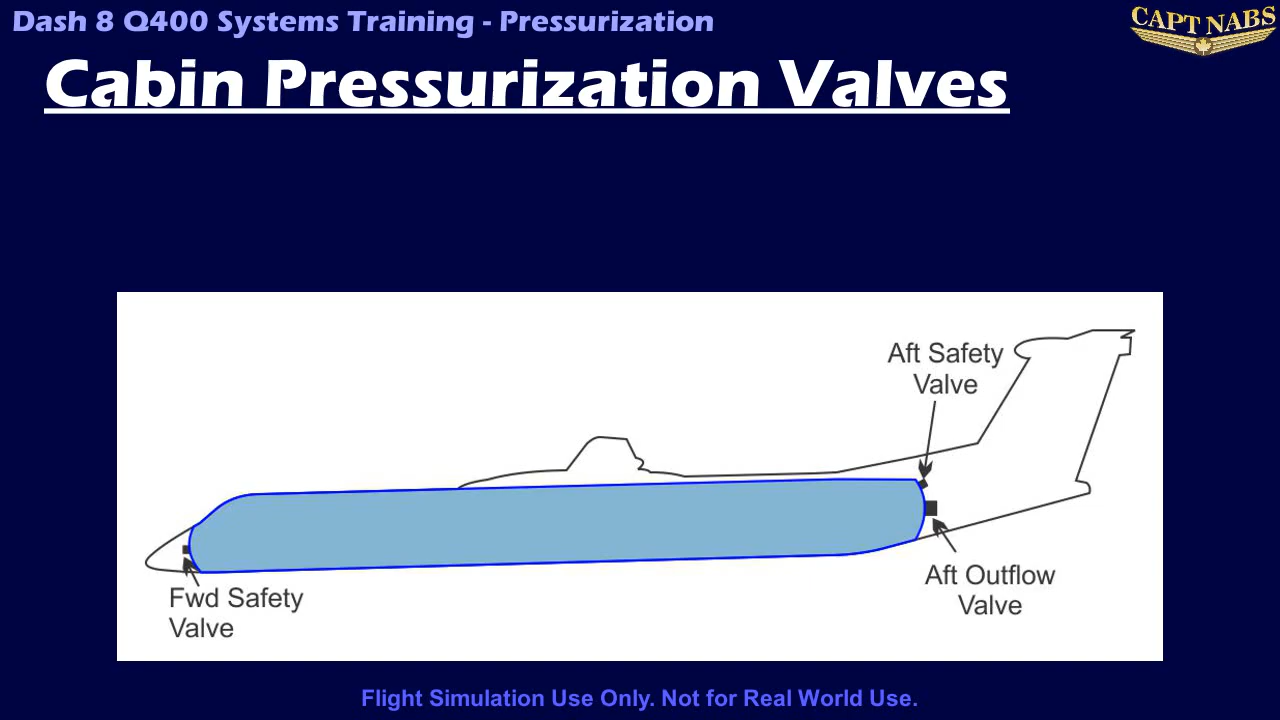 Dash 8 Q400 Systems Training - Pressurization
CAPT NABS
Cabin Pressurization Valves
Aft Safety
Valve
Aft Outflow
Valve
Fwd Safety
Valve
Flight Simulation Use Only. Not for Real World Use.